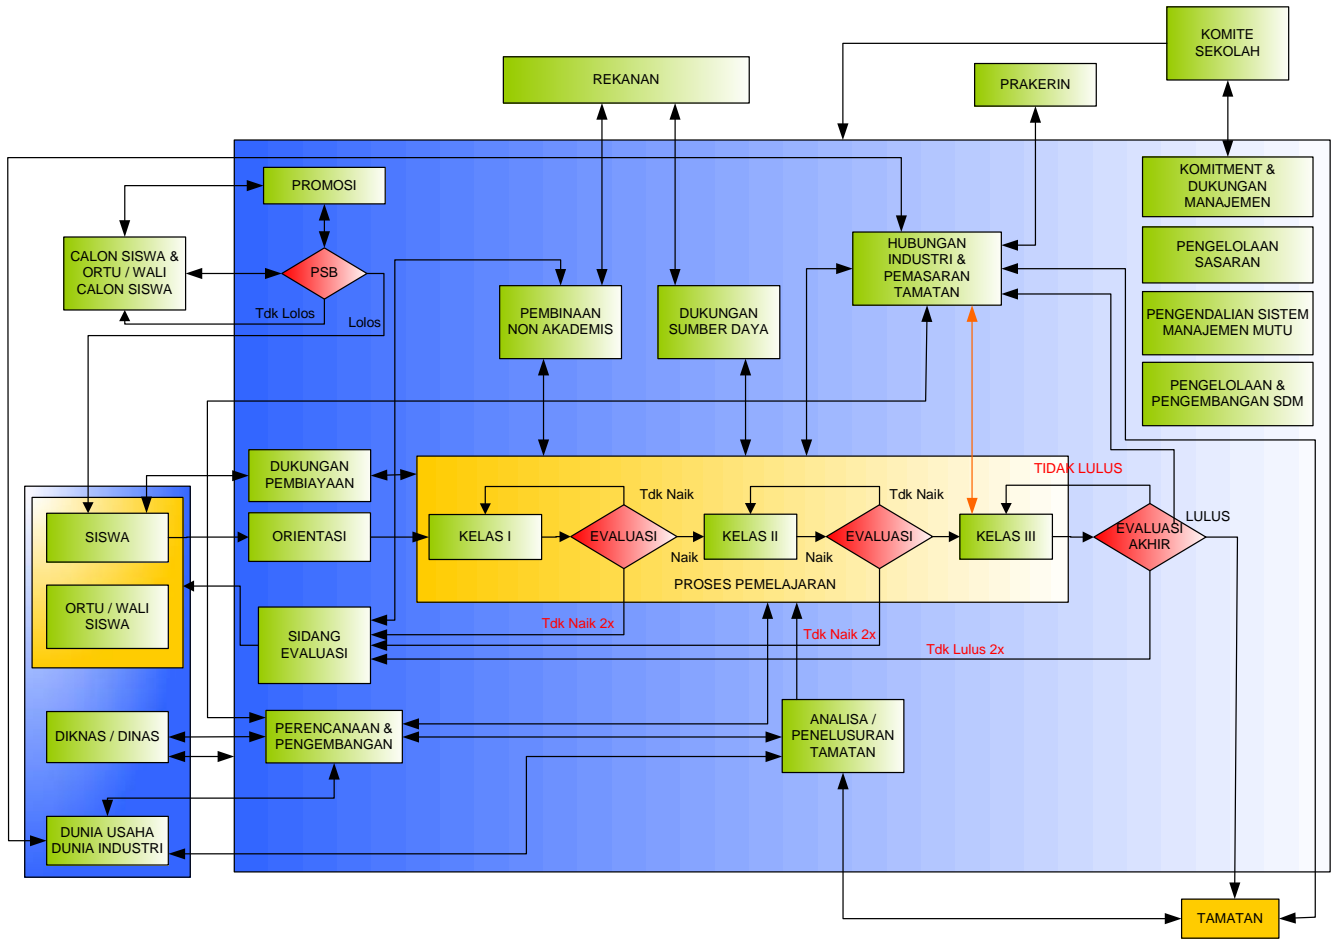 KOMITE
SEKOLAH
REKANAN
PRAKERIN
PROMOSI
KOMITMENT &
DUKUNGAN
MANAJEMEN
CALON SISWA &
ORTU / WALI
CALON SISWA
PSB
HUBUNGAN
INDUSTRI &
PEMASARAN
TAMATAN
PENGELOLAAN
SASARAN
Tdk Lolos
Lolos
PEMBINAAN
NON AKADEMIS
DUKUNGAN
SUMBER DAYA
PENGENDALIAN SISTEM
MANAJEMEN MUTU
PENGELOLAAN &
PENGEMBANGAN SDM
DUKUNGAN
PEMBIAYAAN
TIDAK LULUS
Tdk Naik
Tdk Naik
LULUS
SISWA
ORIENTASI
KELAS I
EVALUASI
KELAS II
EVALUASI
KELAS III
EVALUASI
AKHIR
Naik
Naik
PROSES PEMELAJARAN
ORTU / WALI
SISWA
SIDANG
EVALUASI
Tdk Naik 2x
Tdk Naik 2x
Tdk Lulus 2x
DIKNAS / DINAS
PERENCANAAN &
PENGEMBANGAN
ANALISA /
PENELUSURAN
TAMATAN
DUNIA USAHA
DUNIA INDUSTRI
TAMATAN